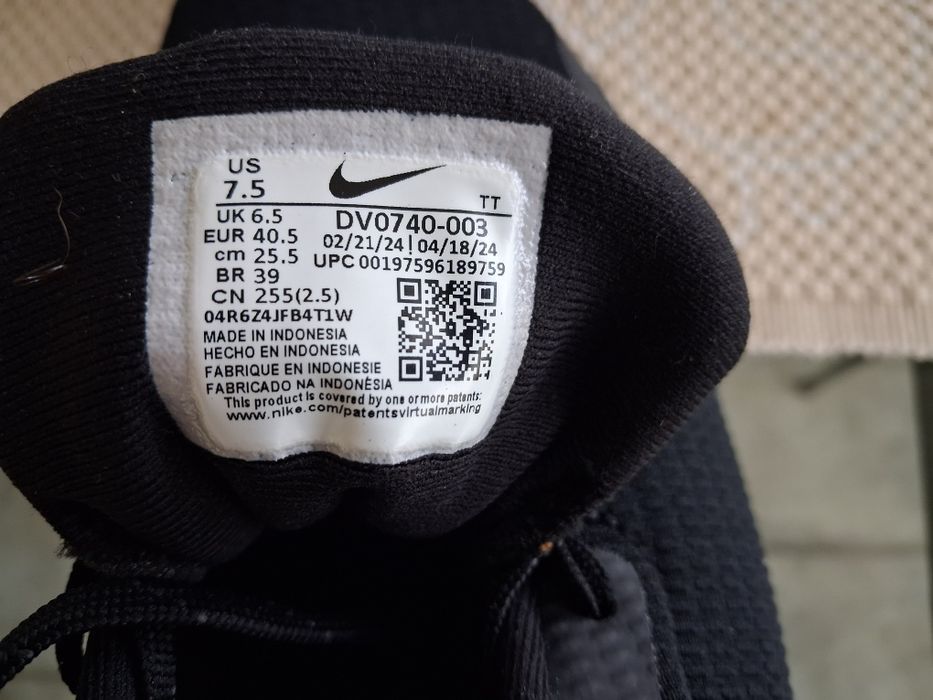 US
7.5
TT
UK 6.5
DV0740-003
EUR 40.5
02/21/24 | 04/18/24
cm 25.5
UPC 00197596189759
BR 39
CN 255(2.5)
04R6Z4JFB4T1W
MADE IN INDONESIA
HECHO EN INDONESIA
FABRIQUE EN INDONESIE
FABRICADO NA INDONÉSIA
This product is covered by one or more patents:
www.nike.com/patentsvirtualmarking